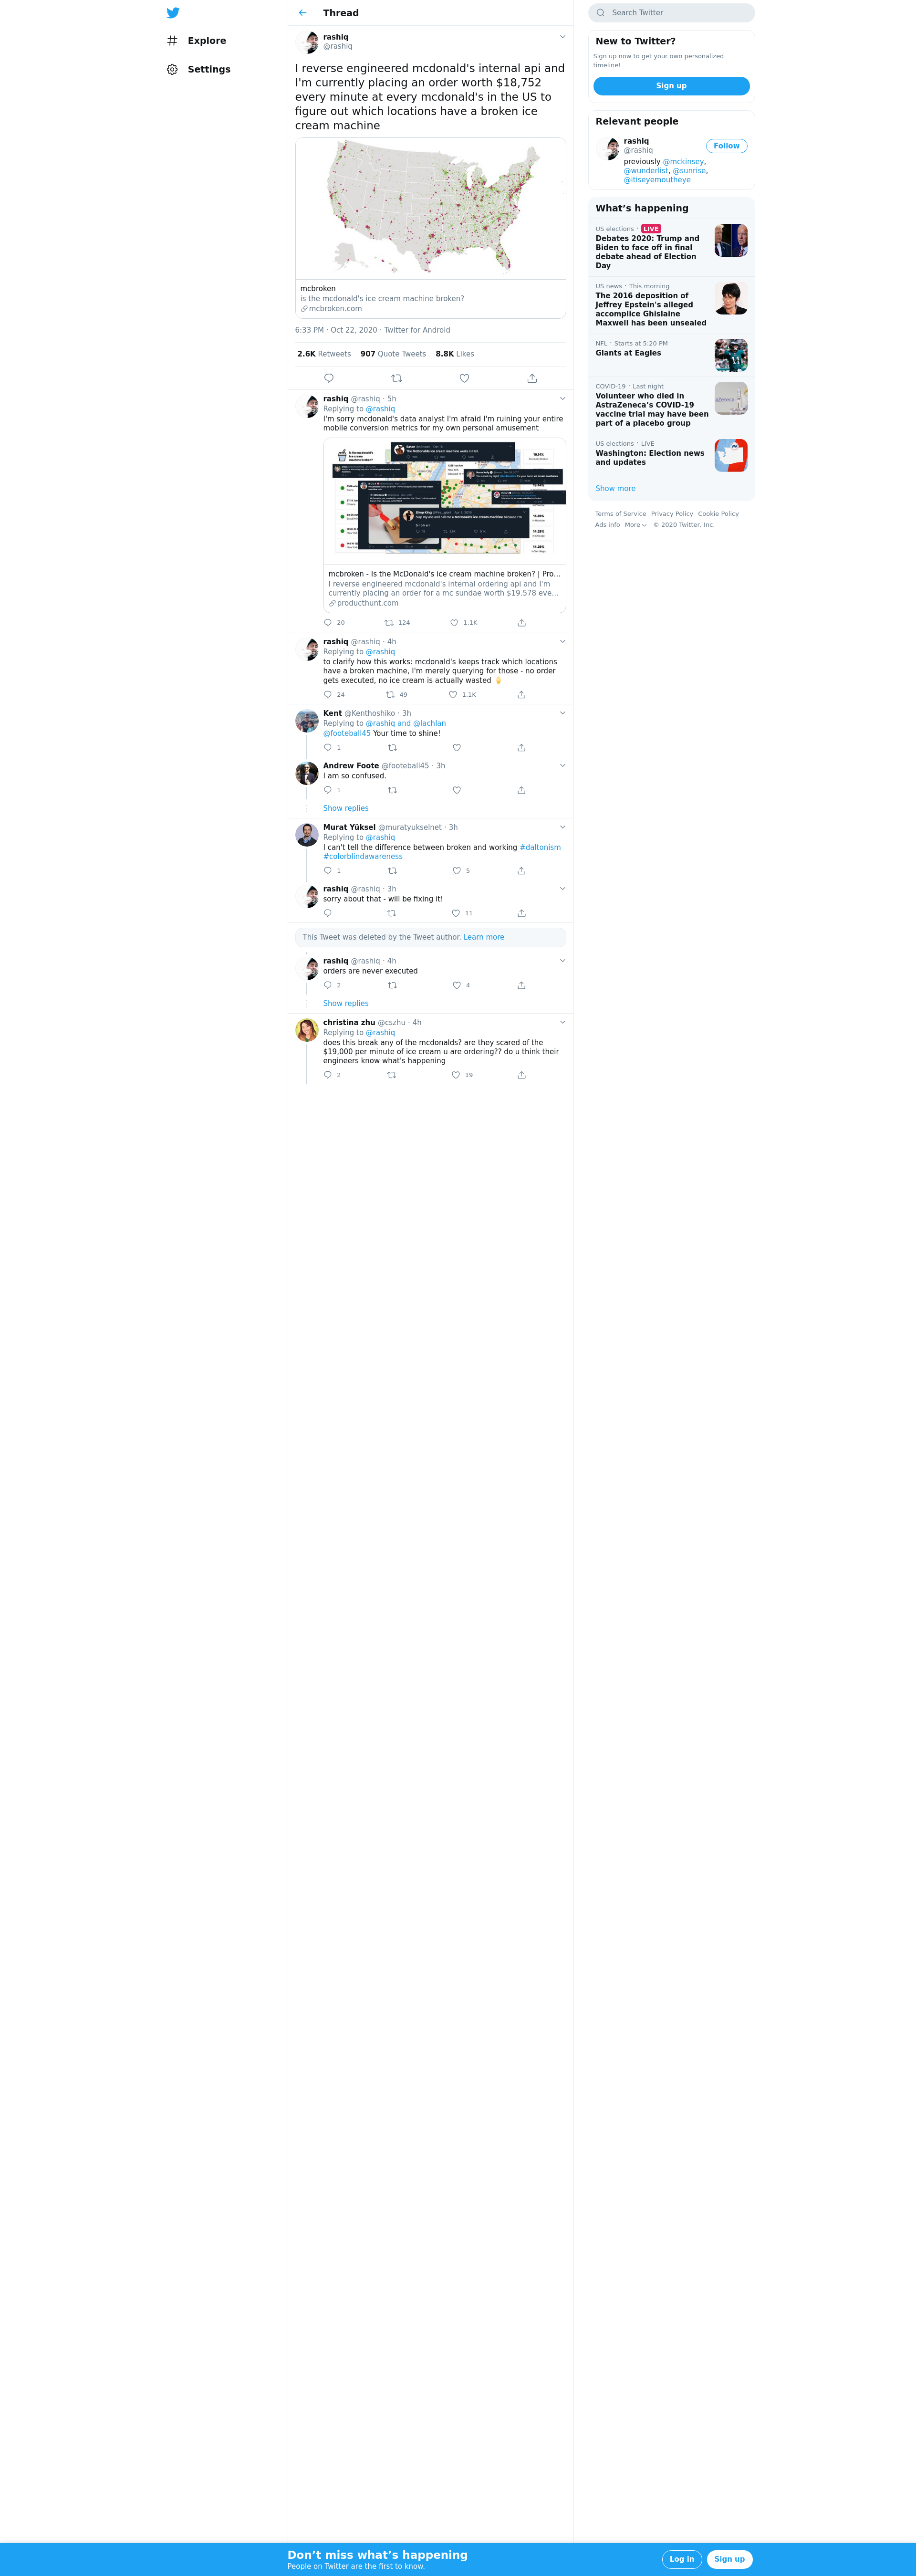 Explore
Settings
Thread
rashiq
@rashiq
I reverse engineered mcdonald's internal api and
I'm currently placing an order worth $18,752
every minute at every mcdonald's in the US to
figure out which locations have a broken ice
cream machine
mcbroken
is the mcdonald's ice cream machine broken?
mcbroken.com
6:33 PM · Oct 22, 2020 · Twitter for Android
2.6K Retweets 907 Quote Tweets 8.8K Likes
rashiq @rashiq · 5h
Replying to @rashiq
I'm sorry mcdonald's data analyst I'm afraid I'm ruining your entire
mobile conversion metrics for my own personal amusement
mcbroken - Is the McDonald's ice cream machine broken? | Pro...
I reverse engineered mcdonald's internal ordering api and I'm
currently placing an order for a mc sundae worth $19.578 eve...
producthunt.com
20 124 1.1K
rashiq @rashiq · 4h
Replying to @rashiq
to clarify how this works: mcdonald's keeps track which locations
have a broken machine, I'm merely querying for those - no order
gets executed, no ice cream is actually wasted
24 49 1.1K
Kent @Kenthoshiko · 3h
Replying to @rashiq and @lachlan
@footeball45 Your time to shine!
1
Andrew Foote @footeball45 · 3h
I am so confused.
1
Show replies
Murat Yüksel @muratyukselnet · 3h
Replying to @rashiq
I can't tell the difference between broken and working #daltonism
#colorblindawareness
1 5
rashiq @rashiq · 3h
sorry about that - will be fixing it!
11
This Tweet was deleted by the Tweet author. Learn more
rashiq @rashiq · 4h
orders are never executed
2 4
Show replies
christina zhu @cszhu · 4h
Replying to @rashiq
does this break any of the mcdonalds? are they scared of the
$19,000 per minute of ice cream u are ordering?? do u think their
engineers know what's happening
2 19
Search Twitter
New to Twitter?
Sign up now to get your own personalized
timeline!
Sign up
Relevant people
rashiq
@rashiq
Follow
previously @mckinsey,
@wunderlist, @sunrise,
@itiseyemoutheye
What's happening
US elections · LIVE
Debates 2020: Trump and
Biden to face off in final
debate ahead of Election
Day
US news · This morning
The 2016 deposition of
Jeffrey Epstein's alleged
accomplice Ghislaine
Maxwell has been unsealed
NFL · Starts at 5:20 PM
Giants at Eagles
COVID-19 · Last night
Volunteer who died in
AstraZeneca's COVID-19
vaccine trial may have been
part of a placebo group
US elections · LIVE
Washington: Election news
and updates
Show more
Terms of Service Privacy Policy Cookie Policy
Ads info More © 2020 Twitter, Inc.
Don't miss what's happening
People on Twitter are the first to know.
Log in
Sign up